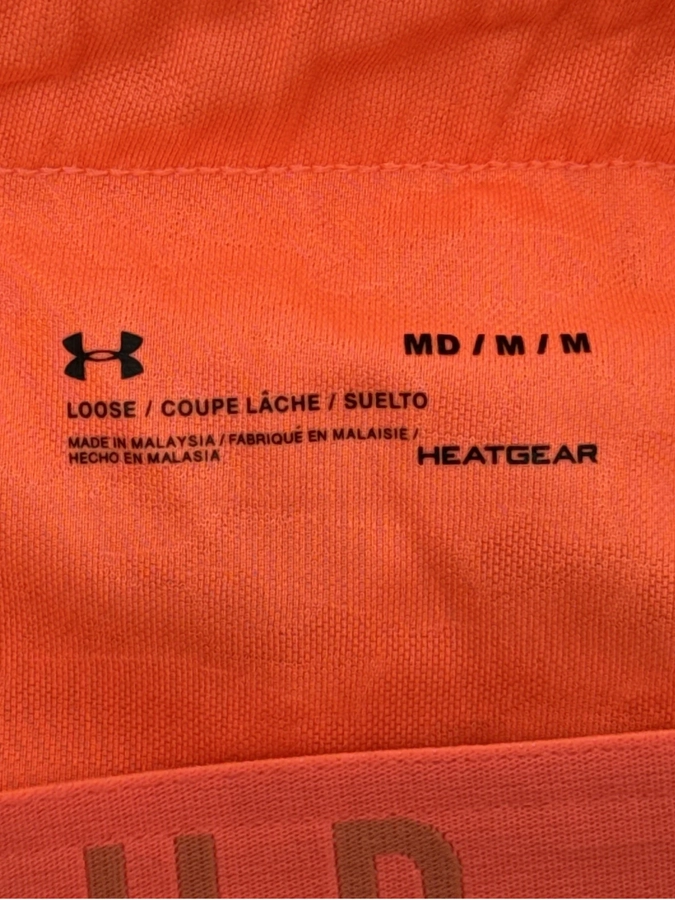 MD / M / M
LOOSE / COUPE LÂCHE / SUELTO
MADE IN MALAYSIA / FABRIQUÉ EN MALAISIE /
HECHO EN MALASIA
HEATGEAR